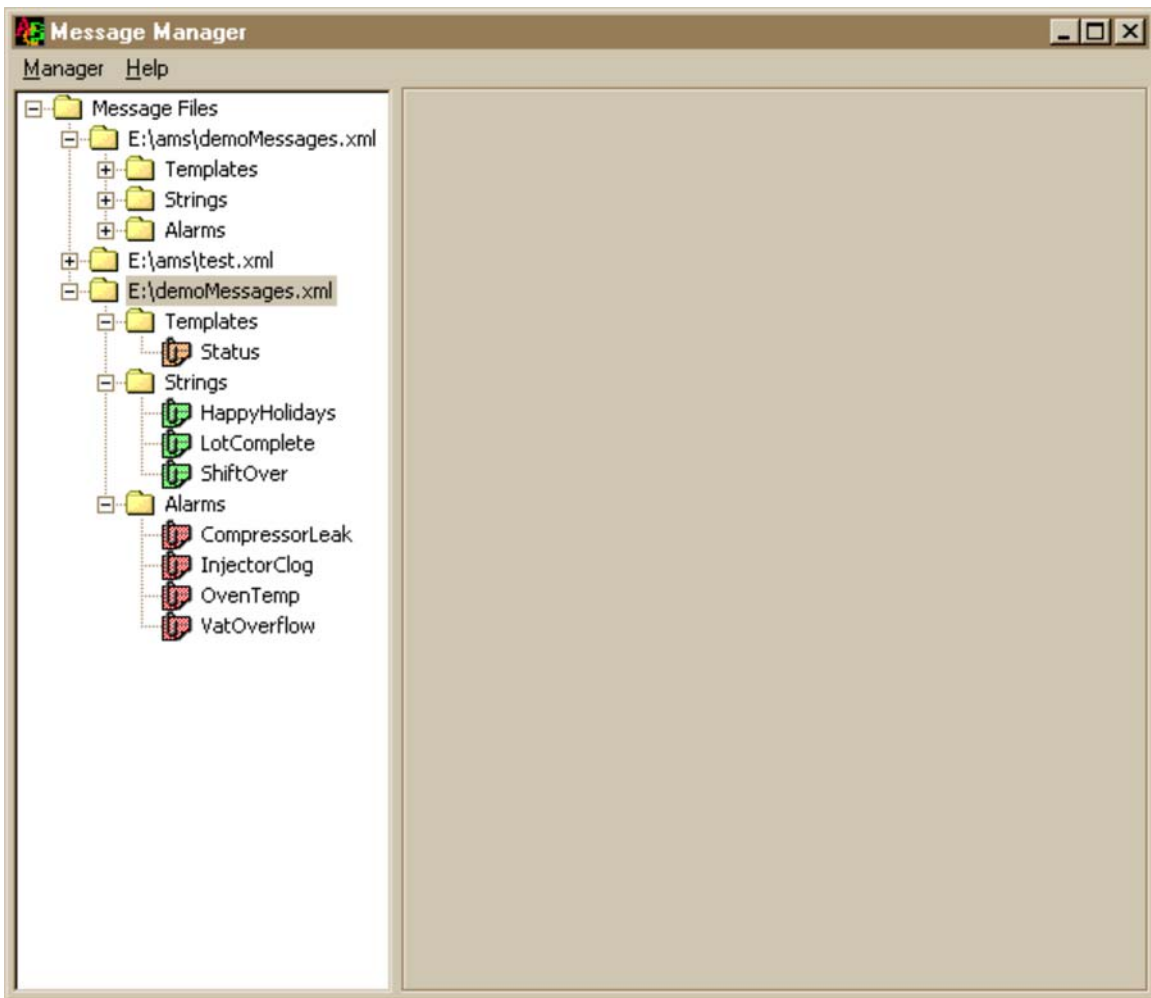 Message Manager
Manager Help
Message Files
E:\ams\demoMessages.xml
Templates
Strings
Alarms
E:\ams\test.xml
E:\demoMessages.xml
Templates
Status
Strings
HappyHolidays
LotComplete
ShiftOver
Alarms
CompressorLeak
InjectorClog
OvenTemp
VatOverflow